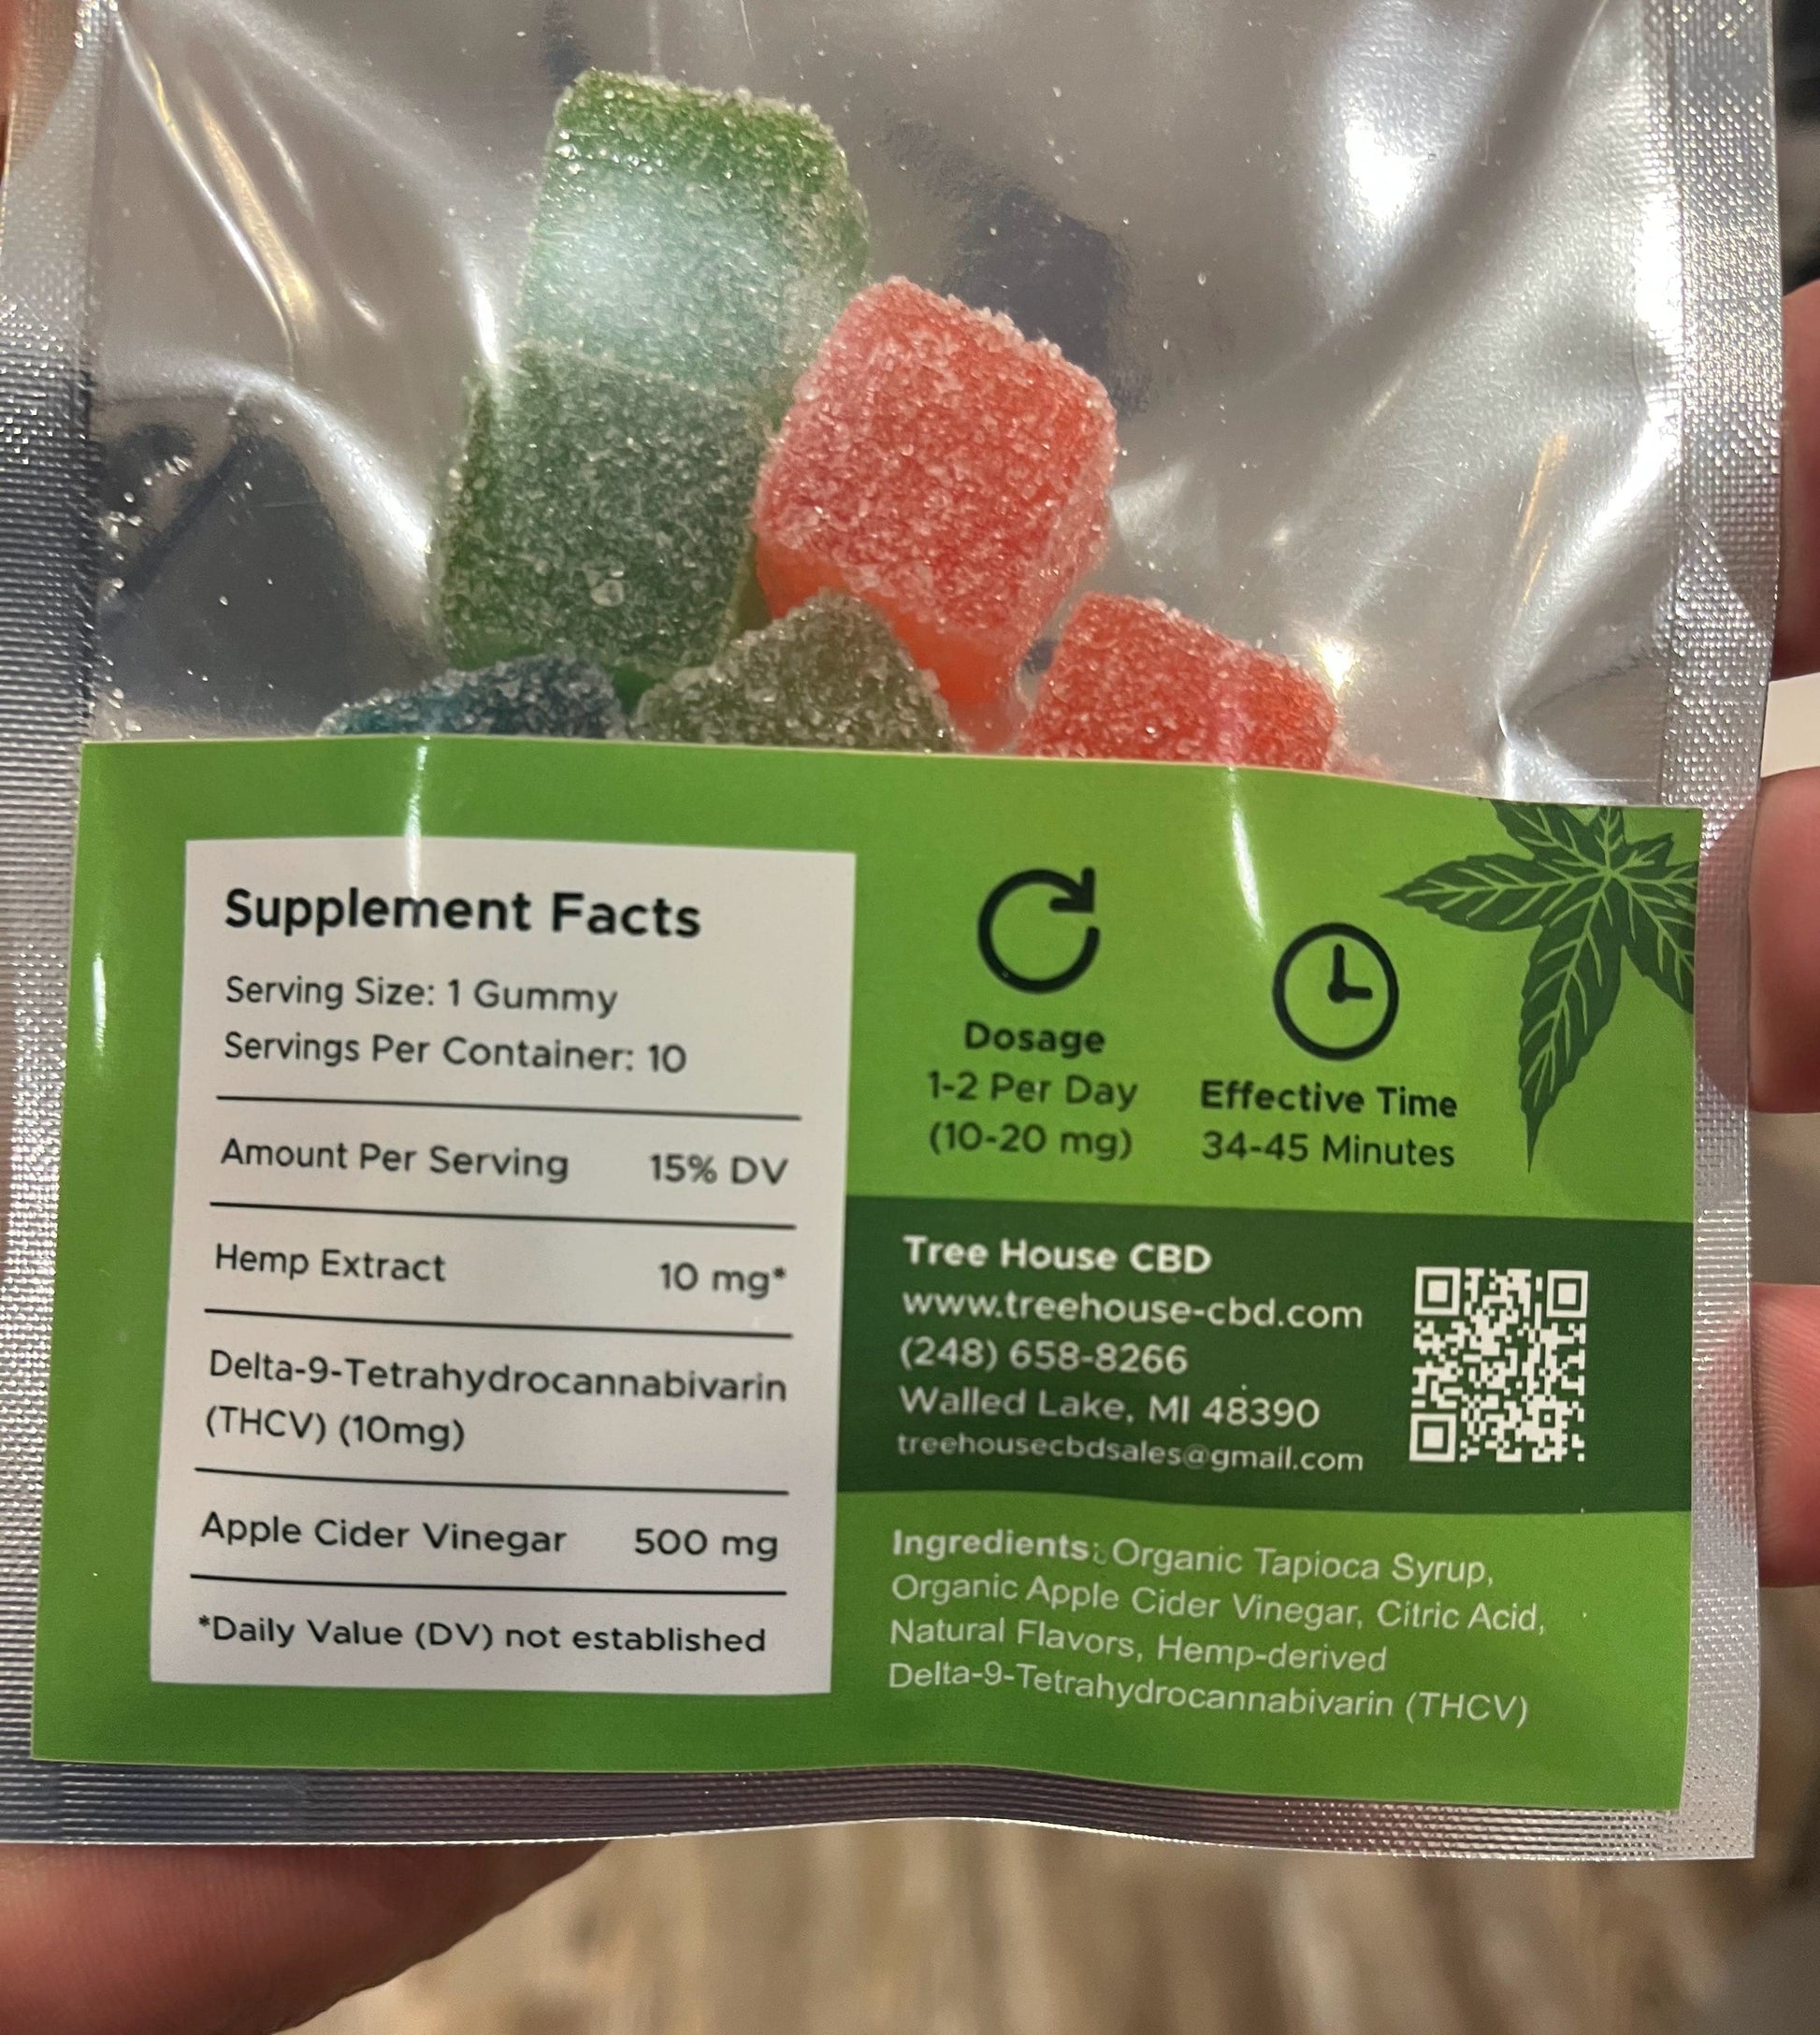 Supplement Facts
Serving Size: 1 Gummy
Servings Per Container: 10
Amount Per Serving 15% DV
Hemp Extract 10 mg*
Delta-9-Tetrahydrocannabivarin
(THCV) (10mg)
Apple Cider Vinegar 500 mg
*Daily Value (DV) not established
Dosage
1-2 Per Day
(10-20 mg)
Effective Time
34-45 Minutes
Tree House CBD
www.treehouse-cbd.com
(248) 658-8266
Walled Lake, MI 48390
treehousecbdsales@gmail.com
Ingredients: Organic Tapioca Syrup,
Organic Apple Cider Vinegar, Citric Acid,
Natural Flavors, Hemp-derived
Delta-9-Tetrahydrocannabivarin (THCV)